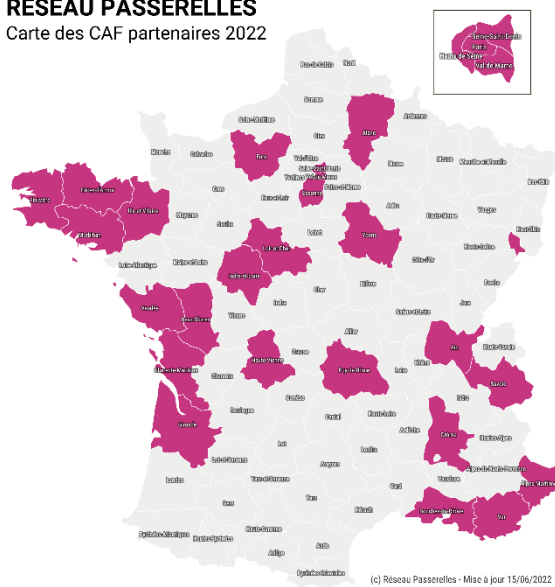 RÉSEAU PASSERELLES
Carte des CAF partenaires 2022
Seine-Saint-Denis
Paris
Hauts-de-Seine
Val-de-Marne
Pas-de-Calais
Nord
Somme
Seine-Maritime
Aisne
Ardennes
Oise
Manche
Calvados
Eure
Val-d'Oise
Seine-Saint-Denis
Yvelines
Val-de-Marne
Seine-et-Marne
Essonne
Marne
Meuse
Meurthe-et-Moselle
Bas-Rhin
Orne
Eure-et-Loir
Aube
Vosges
Haute-Marne
Haut-Rhin
Finistère
Côtes-d'Armor
Ille-et-Vilaine
Mayenne
Morbihan
Sarthe
Loiret
Yonne
Haute-Saône
Loir-et-Cher
Côte-d'Or
Loire-Atlantique
Maine-et-Loire
Indre-et-Loire
Cher
Nièvre
Doubs
Indre
Jura
Vendée
Deux-Sèvres
Vienne
Saône-et-Loire
Allier
Creuse
Ain
Haute-Savoie
Charente-Maritime
Charente
Haute-Vienne
Puy-de-Dôme
Loire
Rhône
Savoie
Corrèze
Isère
Dordogne
Cantal
Haute-Loire
Gironde
Ardèche
Drôme
Hautes-Alpes
Lot
Lozère
Lot-et-Garonne
Aveyron
Alpes-de-Haute-Provence
Landes
Tarn-et-Garonne
Gard
Vaucluse
Alpes-Maritimes
Gers
Tarn
Hérault
Bouches-du-Rhône
Var
Pyrénées-Atlantiques
Haute-Garonne
Hautes-Pyrénées
Aude
Ariège
Pyrénées-Orientales
(c) Réseau Passerelles - Mise à jour 15/06/2022